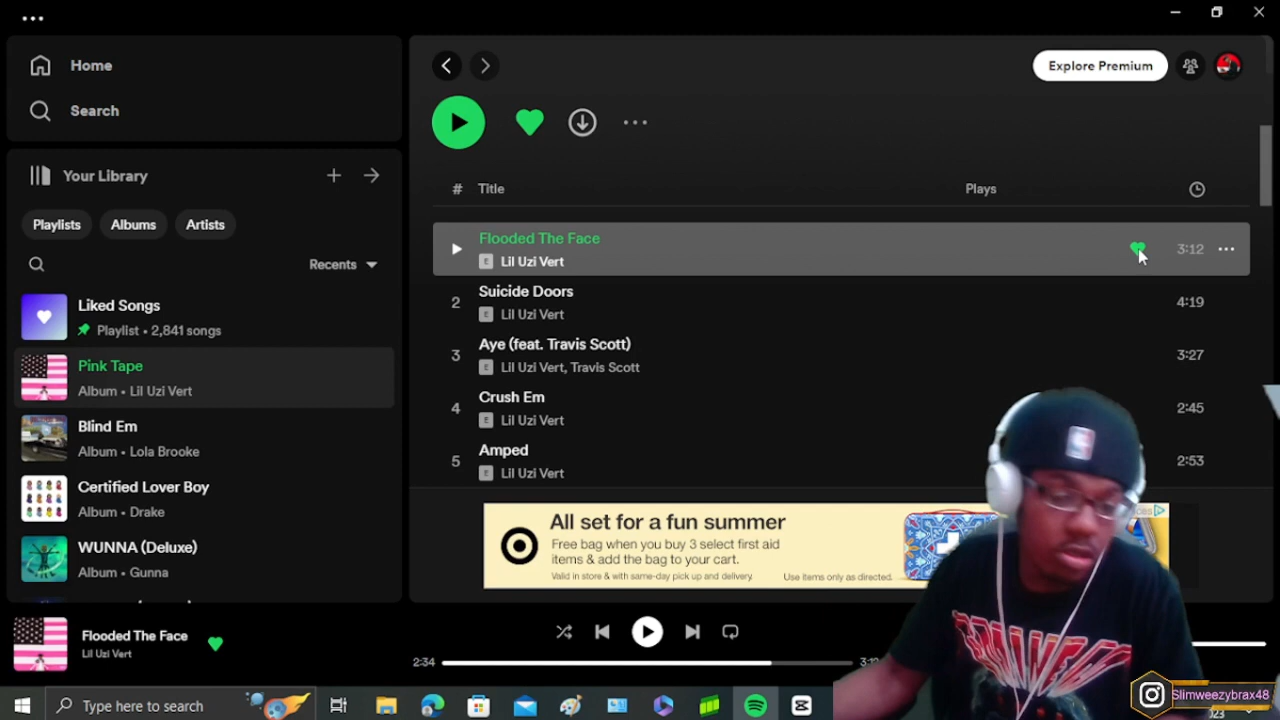 Home
Search
Your Library
Playlists
Albums
Artists
Recents
Liked Songs
Playlist • 2,841 songs
Pink Tape
Album • Lil Uzi Vert
Blind Em
Album • Lola Brooke
Certified Lover Boy
Album • Drake
WUNNA (Deluxe)
Album • Gunna
Explore Premium
# Title Plays
Flooded The Face
E Lil Uzi Vert
3:12
2 Suicide Doors 4:19
E Lil Uzi Vert
3 Aye (feat. Travis Scott) 3:27
E Lil Uzi Vert, Travis Scott
4 Crush Em 2:45
E Lil Uzi Vert
5 Amped 2:53
E Lil Uzi Vert
All set for a fun summer
Free bag when you buy 3 select first aid
items & add the bag to your cart.
Valid in store & with same-day pick up and delivery.
Use items only as directed.
Flooded The Face
Lil Uzi Vert
2:34
Type here to search
Slimweezybrax48